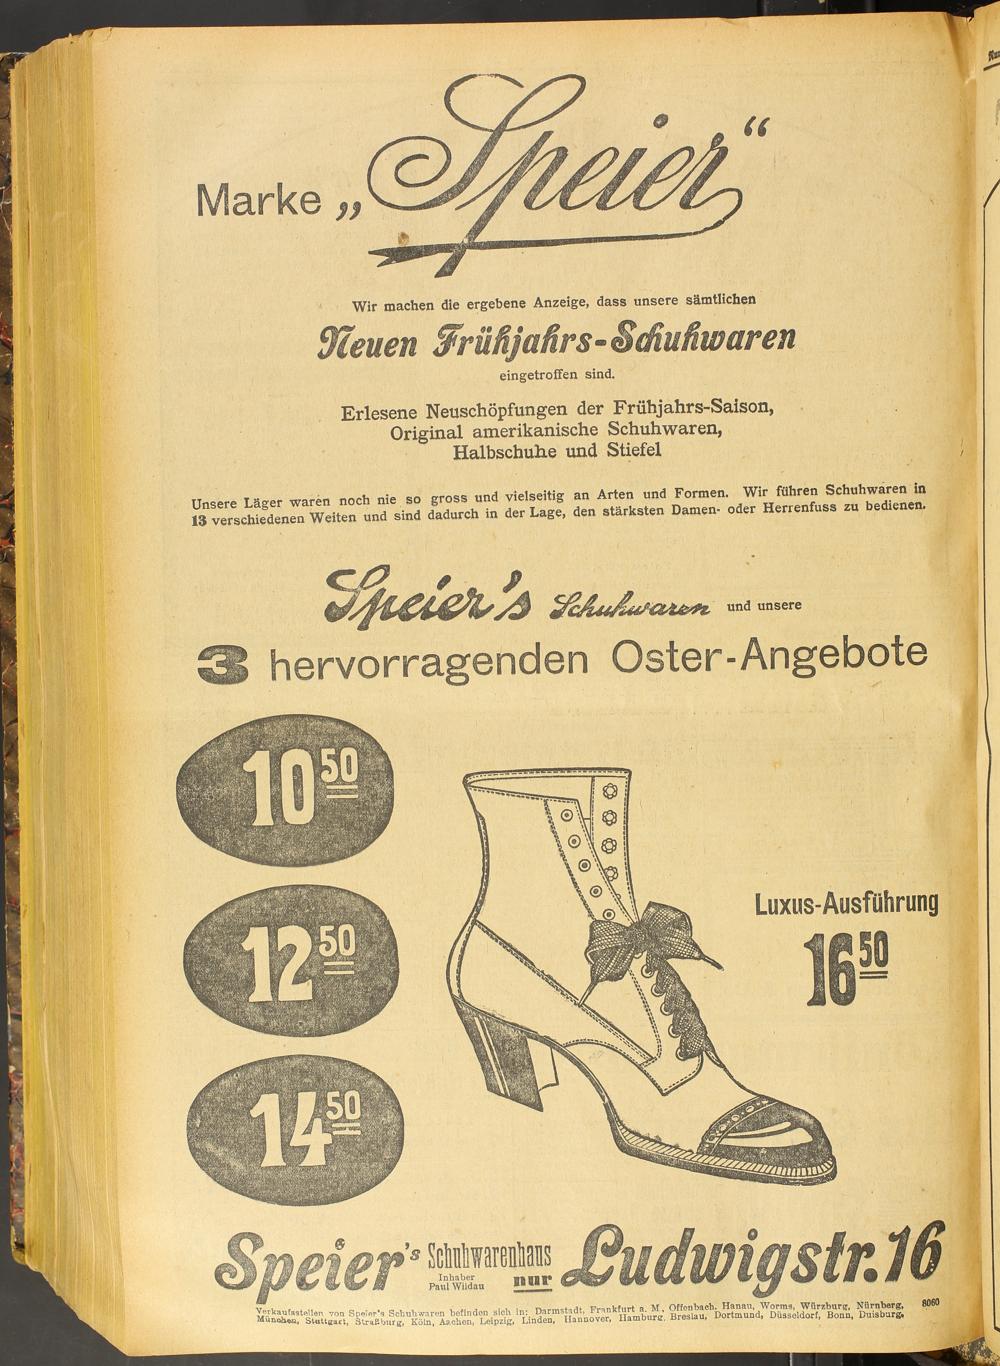 Marke „Speier“
Wir machen die ergebene Anzeige, dass unsere sämtlichen
Neuen Frühjahrs-Schuhwaren
eingetroffen sind.
Erlesene Neuschöpfungen der Frühjahrs-Saison,
Original amerikanische Schuhwaren,
Halbschuhe und Stiefel
Unsere Läger waren noch nie so gross und vielseitig an Arten und Formen. Wir führen Schuhwaren in
13 verschiedenen Weiten und sind dadurch in der Lage, den stärksten Damen- oder Herrenfuss zu bedienen.
Speier's Schuhwaren und unsere
3 hervorragenden Oster-Angebote
10 50
12 50
14 50
Luxus-Ausführung
16 50
Speier's Schuhwarenhaus nur Ludwigstr. 16
Inhaber
Paul Wildau
Verkaufsstellen von Speier's Schuhwaren befinden sich in: Darmstadt, Frankfurt a. M., Offenbach, Hanau, Worms, Würzburg, Nürnberg,
München, Stuttgart, Straßburg, Köln, Aachen, Leipzig, Linden, Hannover, Hamburg, Breslau, Dortmund, Düsseldorf, Bonn, Duisburg.
8060